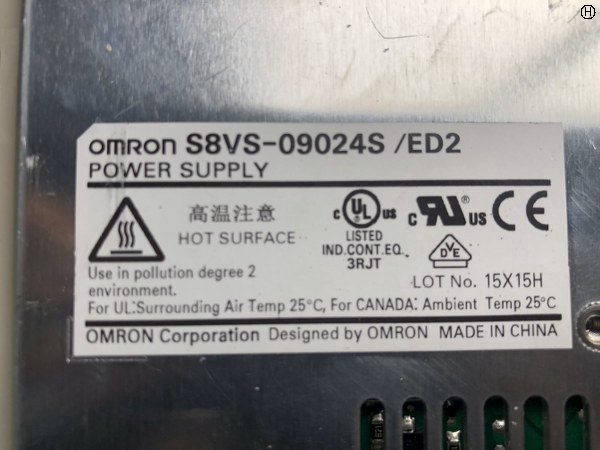 H
OMRON S8VS-09024S /ED2
POWER SUPPLY
高温注意
HOT SURFACE
C UL US
LISTED
IND.CONT.EQ.
3RJT
c RU US CE
DVE
Use in pollution degree 2
environment.
LOT No. 15X15H
For UL:Surrounding Air Temp 25°C, For CANADA: Ambient Temp 25°C
OMRON Corporation Designed by OMRON MADE IN CHINA